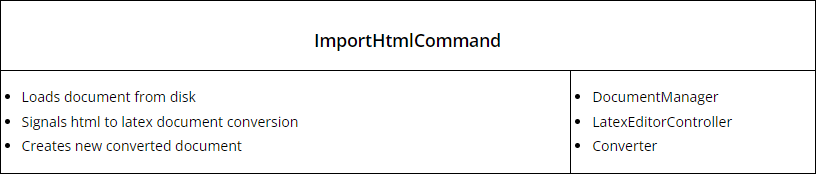 ImportHtmlCommand
Loads document from disk
Signals html to latex document conversion
Creates new converted document
DocumentManager
LatexEditorController
Converter